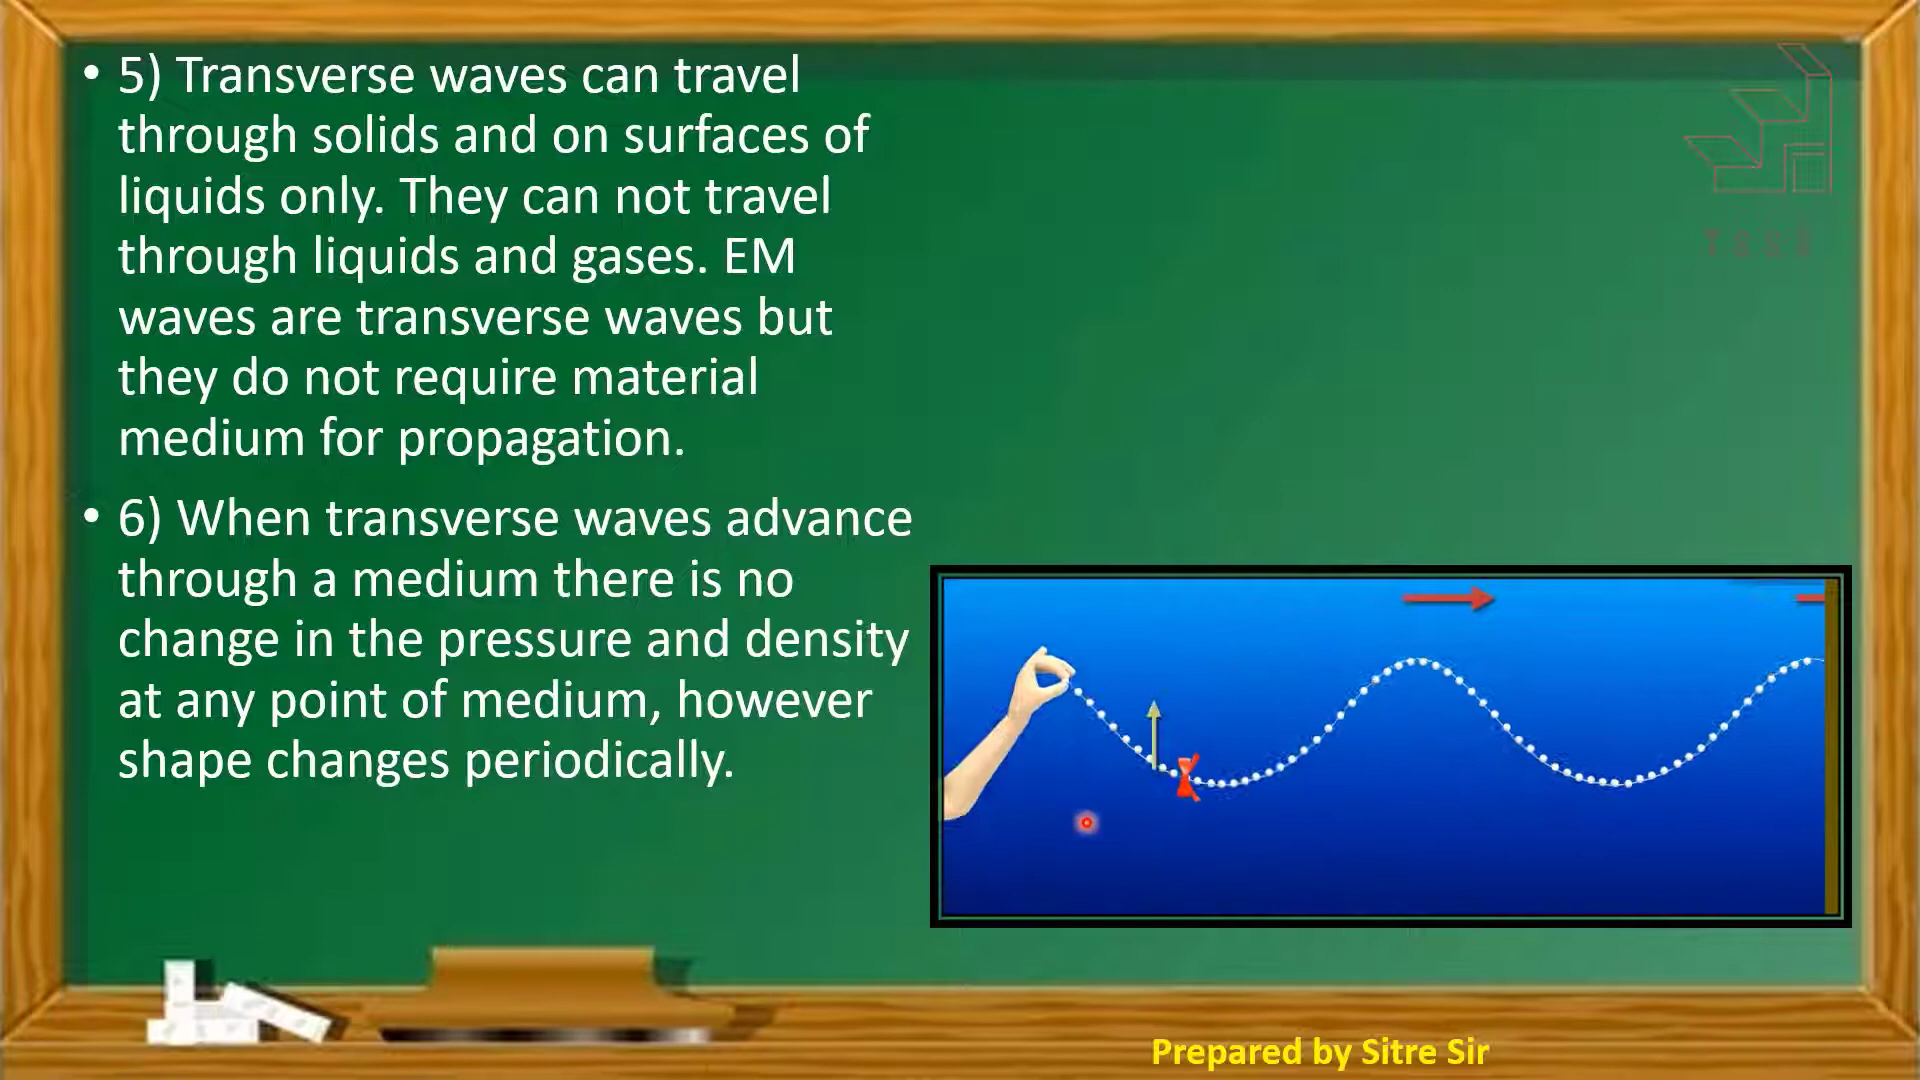 • 5) Transverse waves can travel
through solids and on surfaces of
liquids only. They can not travel
through liquids and gases. EM
waves are transverse waves but
they do not require material
medium for propagation.
• 6) When transverse waves advance
through a medium there is no
change in the pressure and density
at any point of medium, however
shape changes periodically.
Prepared by Sitre Sir